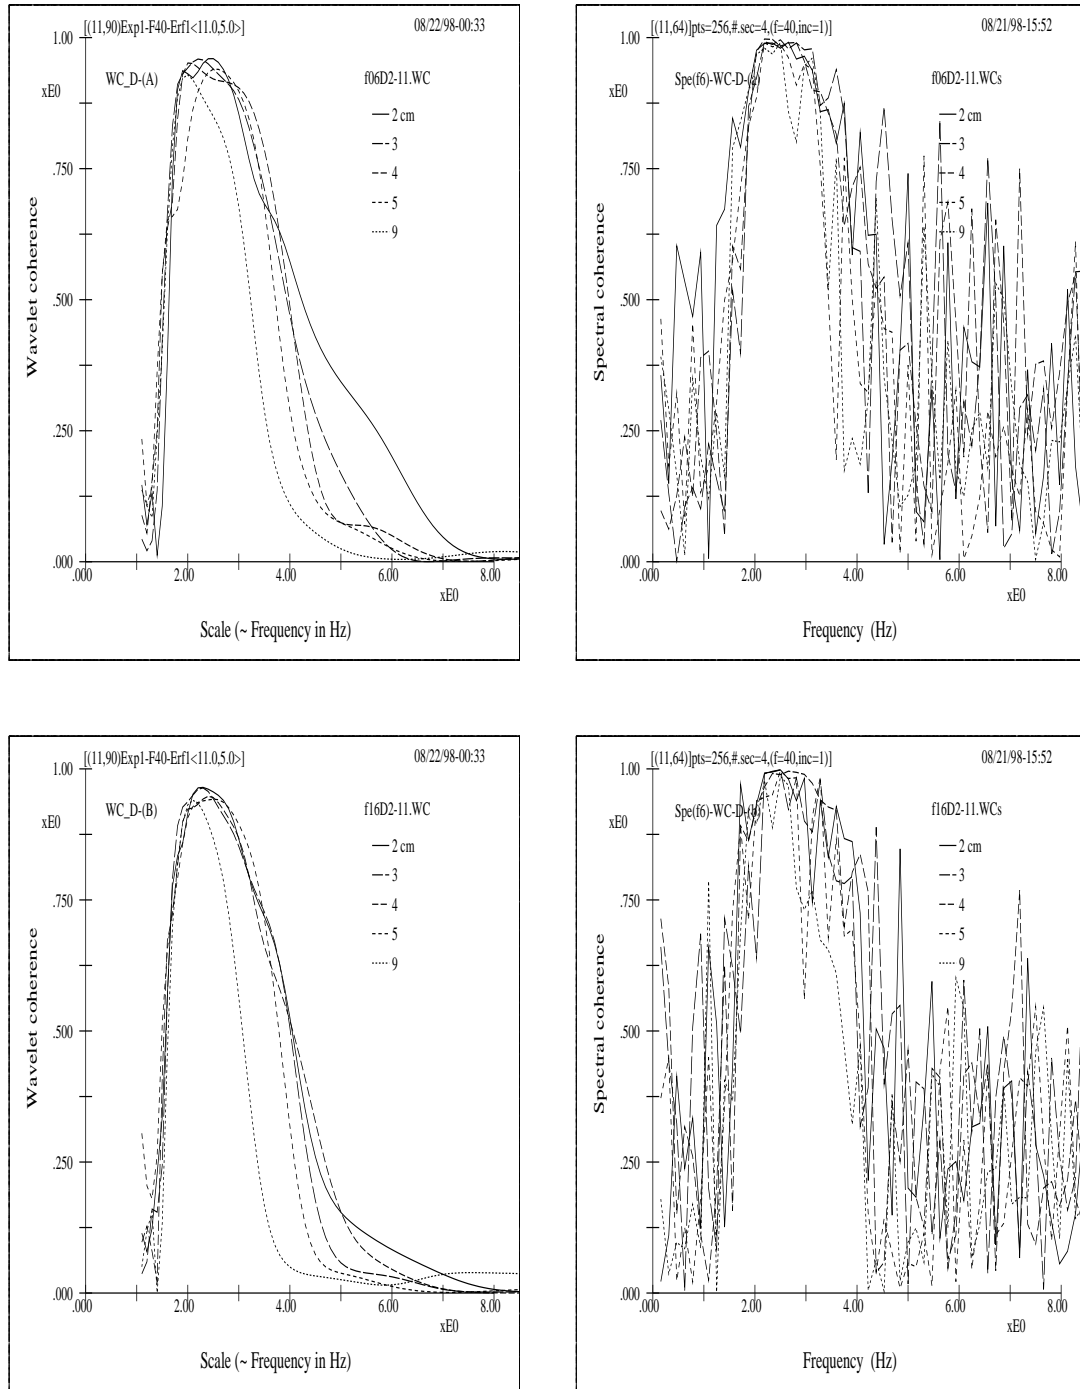 [(11,90)Exp1-F40-Erf1<11.0,5.0>]
08/22/98-00:33
1.00
WC_D-(A)
f06D2-11.WC
xE0
2 cm
3
4
5
9
.750
.500
.250
.000
Wavelet coherence
.000 2.00 4.00 6.00 8.00
xE0
Scale (~ Frequency in Hz)
[(11,64)]pts=256,#.sec=4,(f=40,inc=1)]
08/21/98-15:52
1.00
f06D2-11.WCs
xE0
2 cm
3
4
5
9
.750
.500
.250
.000
Spectral coherence
.000 2.00 4.00 6.00 8.00
xE0
Frequency (Hz)
[(11,90)Exp1-F40-Erf1<11.0,5.0>]
08/22/98-00:33
1.00
WC_D-(B)
f16D2-11.WC
xE0
2 cm
3
4
5
9
.750
.500
.250
.000
Wavelet coherence
.000 2.00 4.00 6.00 8.00
xE0
Scale (~ Frequency in Hz)
[(11,64)]pts=256,#.sec=4,(f=40,inc=1)]
08/21/98-15:52
1.00
f16D2-11.WCs
xE0
2 cm
3
4
5
9
.750
.500
.250
.000
Spectral coherence
.000 2.00 4.00 6.00 8.00
xE0
Frequency (Hz)